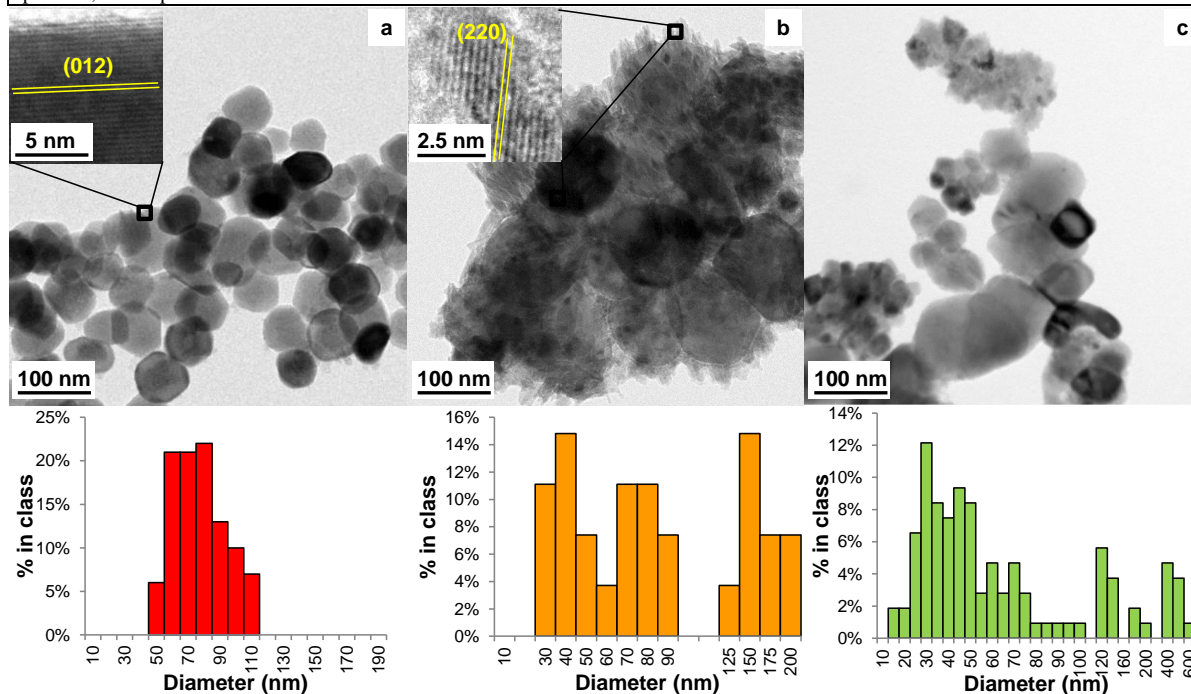 a
(012)
5 nm
100 nm
b
(220)
2.5 nm
100 nm
c
100 nm
% in class
25%
20%
15%
10%
5%
0%
10 30 50 70 90 110 130 150 170 190
Diameter (nm)
% in class
16%
14%
12%
10%
8%
6%
4%
2%
0%
10 30 40 50 60 70 80 90 125 150 175 200
Diameter (nm)
% in class
14%
12%
10%
8%
6%
4%
2%
0%
10 20 30 40 50 60 70 80 90 100 120 160 200 400 600
Diameter (nm)